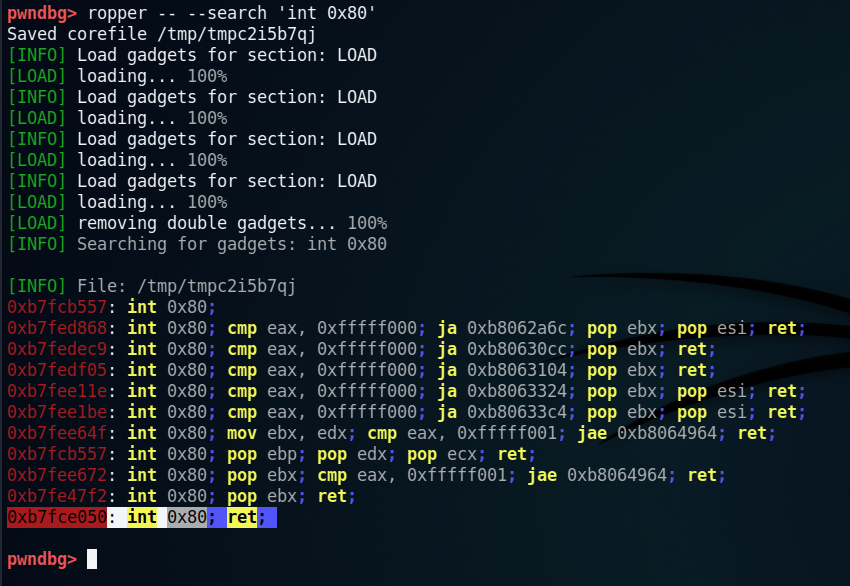 pwndbg> ropper -- --search 'int 0x80'
Saved corefile /tmp/tmpc2i5b7qj
[INFO] Load gadgets for section: LOAD
[LOAD] loading... 100%
[INFO] Load gadgets for section: LOAD
[LOAD] loading... 100%
[INFO] Load gadgets for section: LOAD
[LOAD] loading... 100%
[INFO] Load gadgets for section: LOAD
[LOAD] loading... 100%
[LOAD] removing double gadgets... 100%
[INFO] Searching for gadgets: int 0x80
[INFO] File: /tmp/tmpc2i5b7qj
0xb7fcb557: int 0x80;
0xb7fed868: int 0x80; cmp eax, 0xfffff000; ja 0xb8062a6c; pop ebx; pop esi; ret;
0xb7fedec9: int 0x80; cmp eax, 0xfffff000; ja 0xb80630cc; pop ebx; ret;
0xb7fedf05: int 0x80; cmp eax, 0xfffff000; ja 0xb8063104; pop ebx; ret;
0xb7fee11e: int 0x80; cmp eax, 0xfffff000; ja 0xb8063324; pop ebx; pop esi; ret;
0xb7fee1be: int 0x80; cmp eax, 0xfffff000; ja 0xb80633c4; pop ebx; pop esi; ret;
0xb7fee64f: int 0x80; mov ebx, edx; cmp eax, 0xfffff001; jae 0xb8064964; ret;
0xb7fcb557: int 0x80; pop ebp; pop edx; pop ecx; ret;
0xb7fee672: int 0x80; pop ebx; cmp eax, 0xfffff001; jae 0xb8064964; ret;
0xb7fe47f2: int 0x80; pop ebx; ret;
0xb7fce050: int 0x80; ret;
pwndbg>